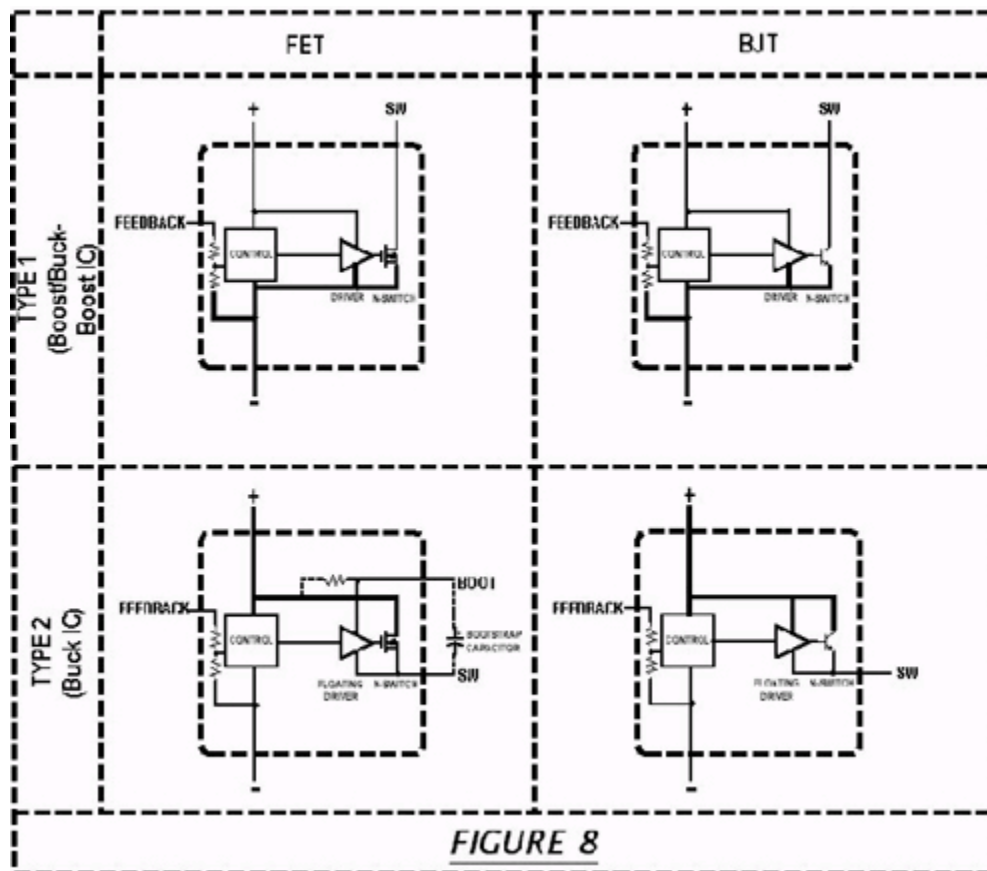 FET
BJT
TYPE 1
(Boost/Buck-
Boost IC)
+
SW
FEEDBACK
CONTROL
DRIVER
N-SWITCH
-
+
SW
FEEDBACK
CONTROL
DRIVER
N-SWITCH
-
TYPE 2
(Buck IC)
+
BOOT
FEEDBACK
CONTROL
BOOTSTRAP
CAPACITOR
SW
FLOATING
DRIVER
N-SWITCH
-
+
FEEDBACK
CONTROL
SW
FLOATING
DRIVER
N-SWITCH
-
FIGURE 8